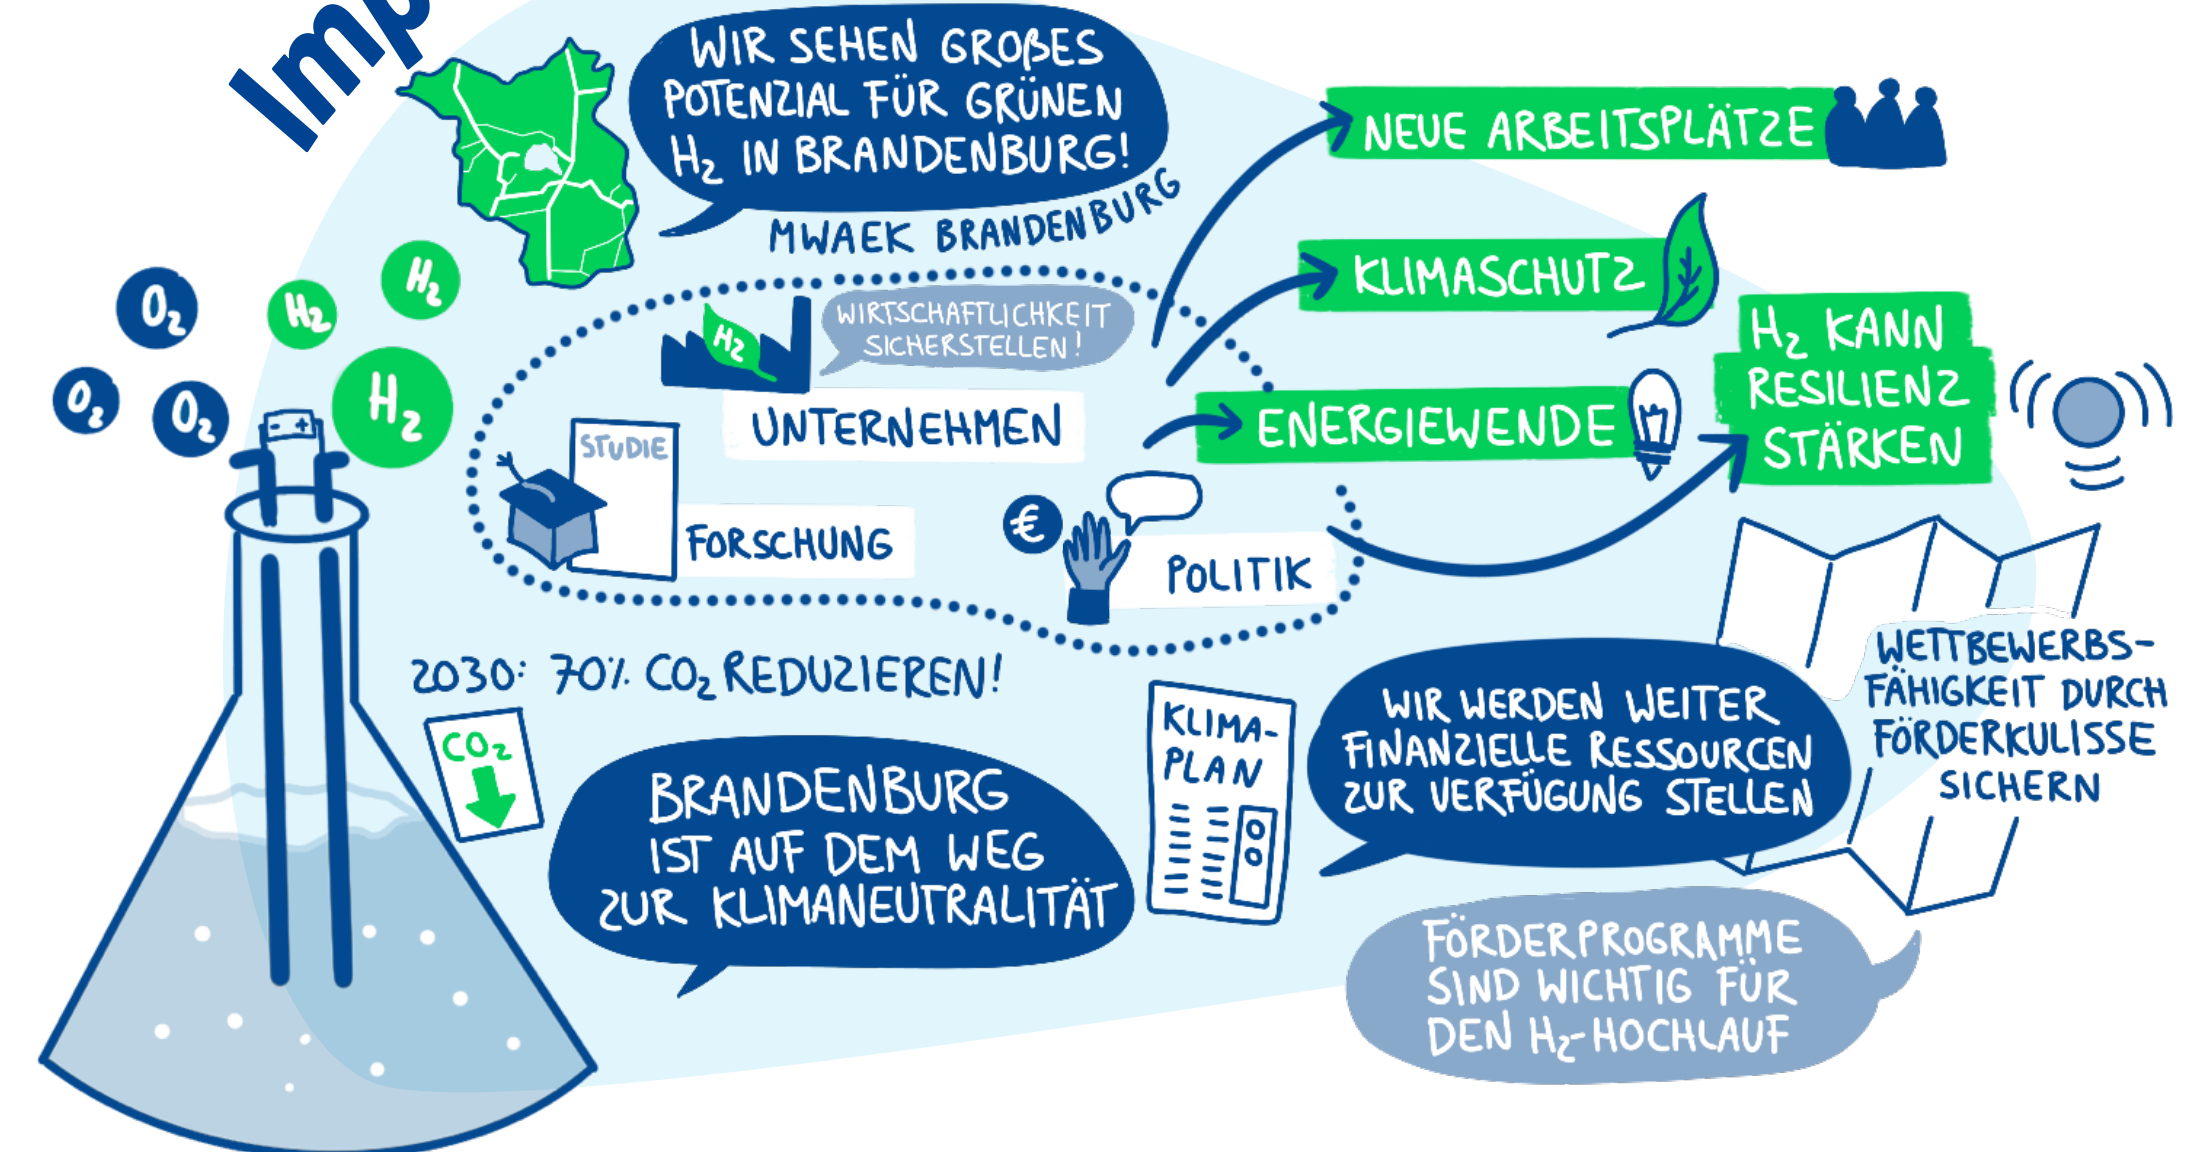 Imp
WIR SEHEN GROßES
POTENZIAL FÜR GRÜNEN
H₂ IN BRANDENBURG!
MWAEK BRANDENBURG
NEUE ARBEITSPLÄTZE
KLIMASCHUTZ
ENERGIEWENDE
H₂ KANN
RESILIENZ
STÄRKEN
O₂
H₂
H₂
O₂
O₂
H₂
- +
H₂
WIRTSCHAFTLICHKEIT
SICHERSTELLEN!
UNTERNEHMEN
STUDIE
FORSCHUNG
€
POLITIK
2030: 70% CO₂ REDUZIEREN!
CO₂
BRANDENBURG
IST AUF DEM WEG
ZUR KLIMANEUTRALITÄT
KLIMA-
PLAN
WIR WERDEN WEITER
FINANZIELLE RESSOURCEN
ZUR VERFÜGUNG STELLEN
WETTBEWERBS-
FÄHIGKEIT DURCH
FÖRDERKULISSE
SICHERN
FÖRDERPROGRAMME
SIND WICHTIG FÜR
DEN H₂-HOCHLAUF